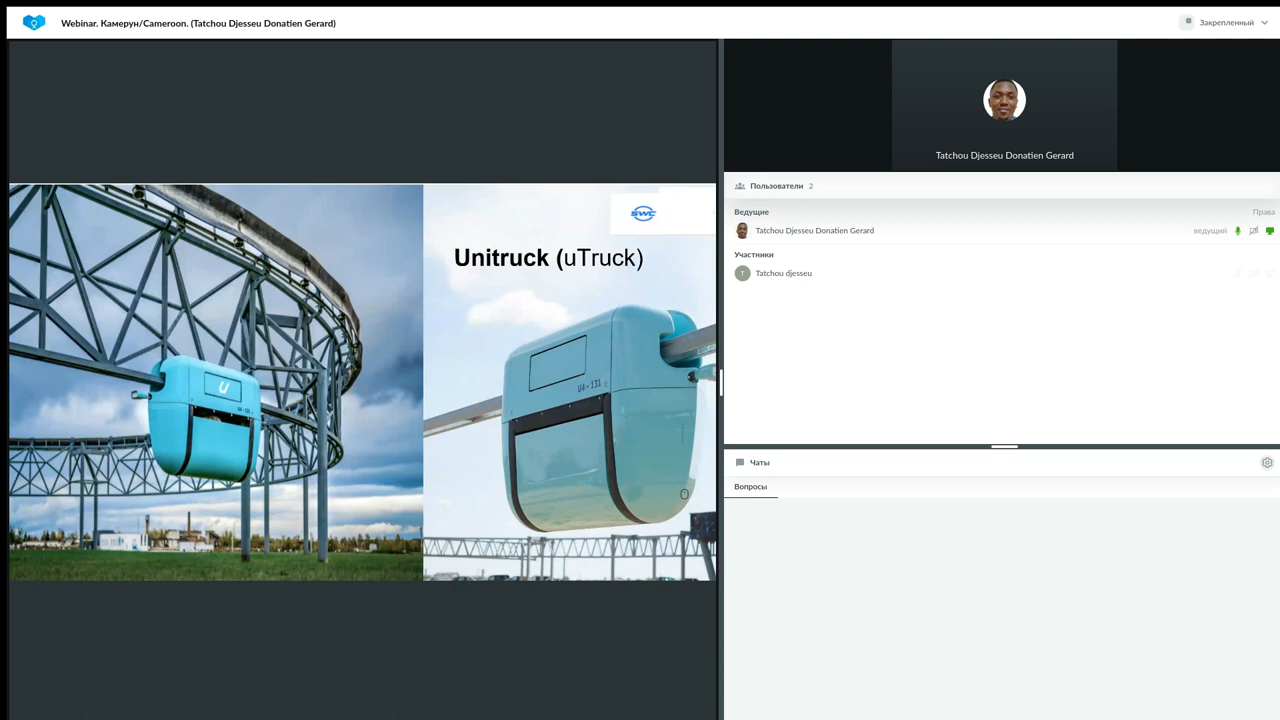 Webinar. Камерун/Cameroon. (Tatchou Djesseu Donatien Gerard)
Закрепленный
SWC
Unitruck (uTruck)
U
U4-131
Tatchou Djesseu Donatien Gerard
Пользователи 2
Ведущие
Права
Tatchou Djesseu Donatien Gerard
ведущий
Участники
T
Tatchou djesseu
Чаты
Вопросы